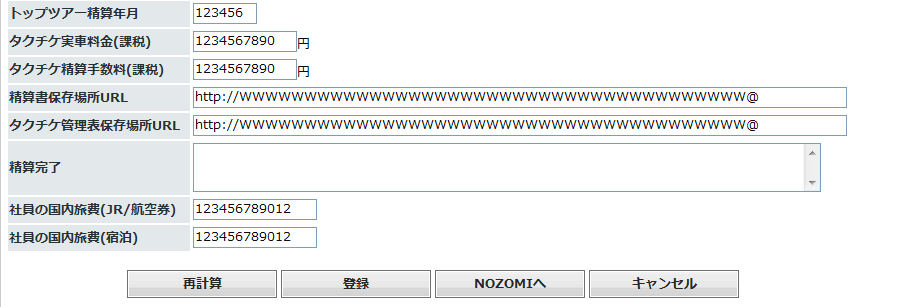 トップツアー精算年月 123456
タクチケ実車料金(課税) 1234567890 円
タクチケ精算手数料(課税) 1234567890 円
精算書保存場所URL http://WWWWWWWWWWWWWWWWWWWWWWWWWWWWWWWWWWWWWWWW@
タクチケ管理表保存場所URL http://WWWWWWWWWWWWWWWWWWWWWWWWWWWWWWWWWWWWWWWW@
精算完了
社員の国内旅費(JR/航空券) 123456789012
社員の国内旅費(宿泊) 123456789012
再計算 登録 NOZOMIへ キャンセル